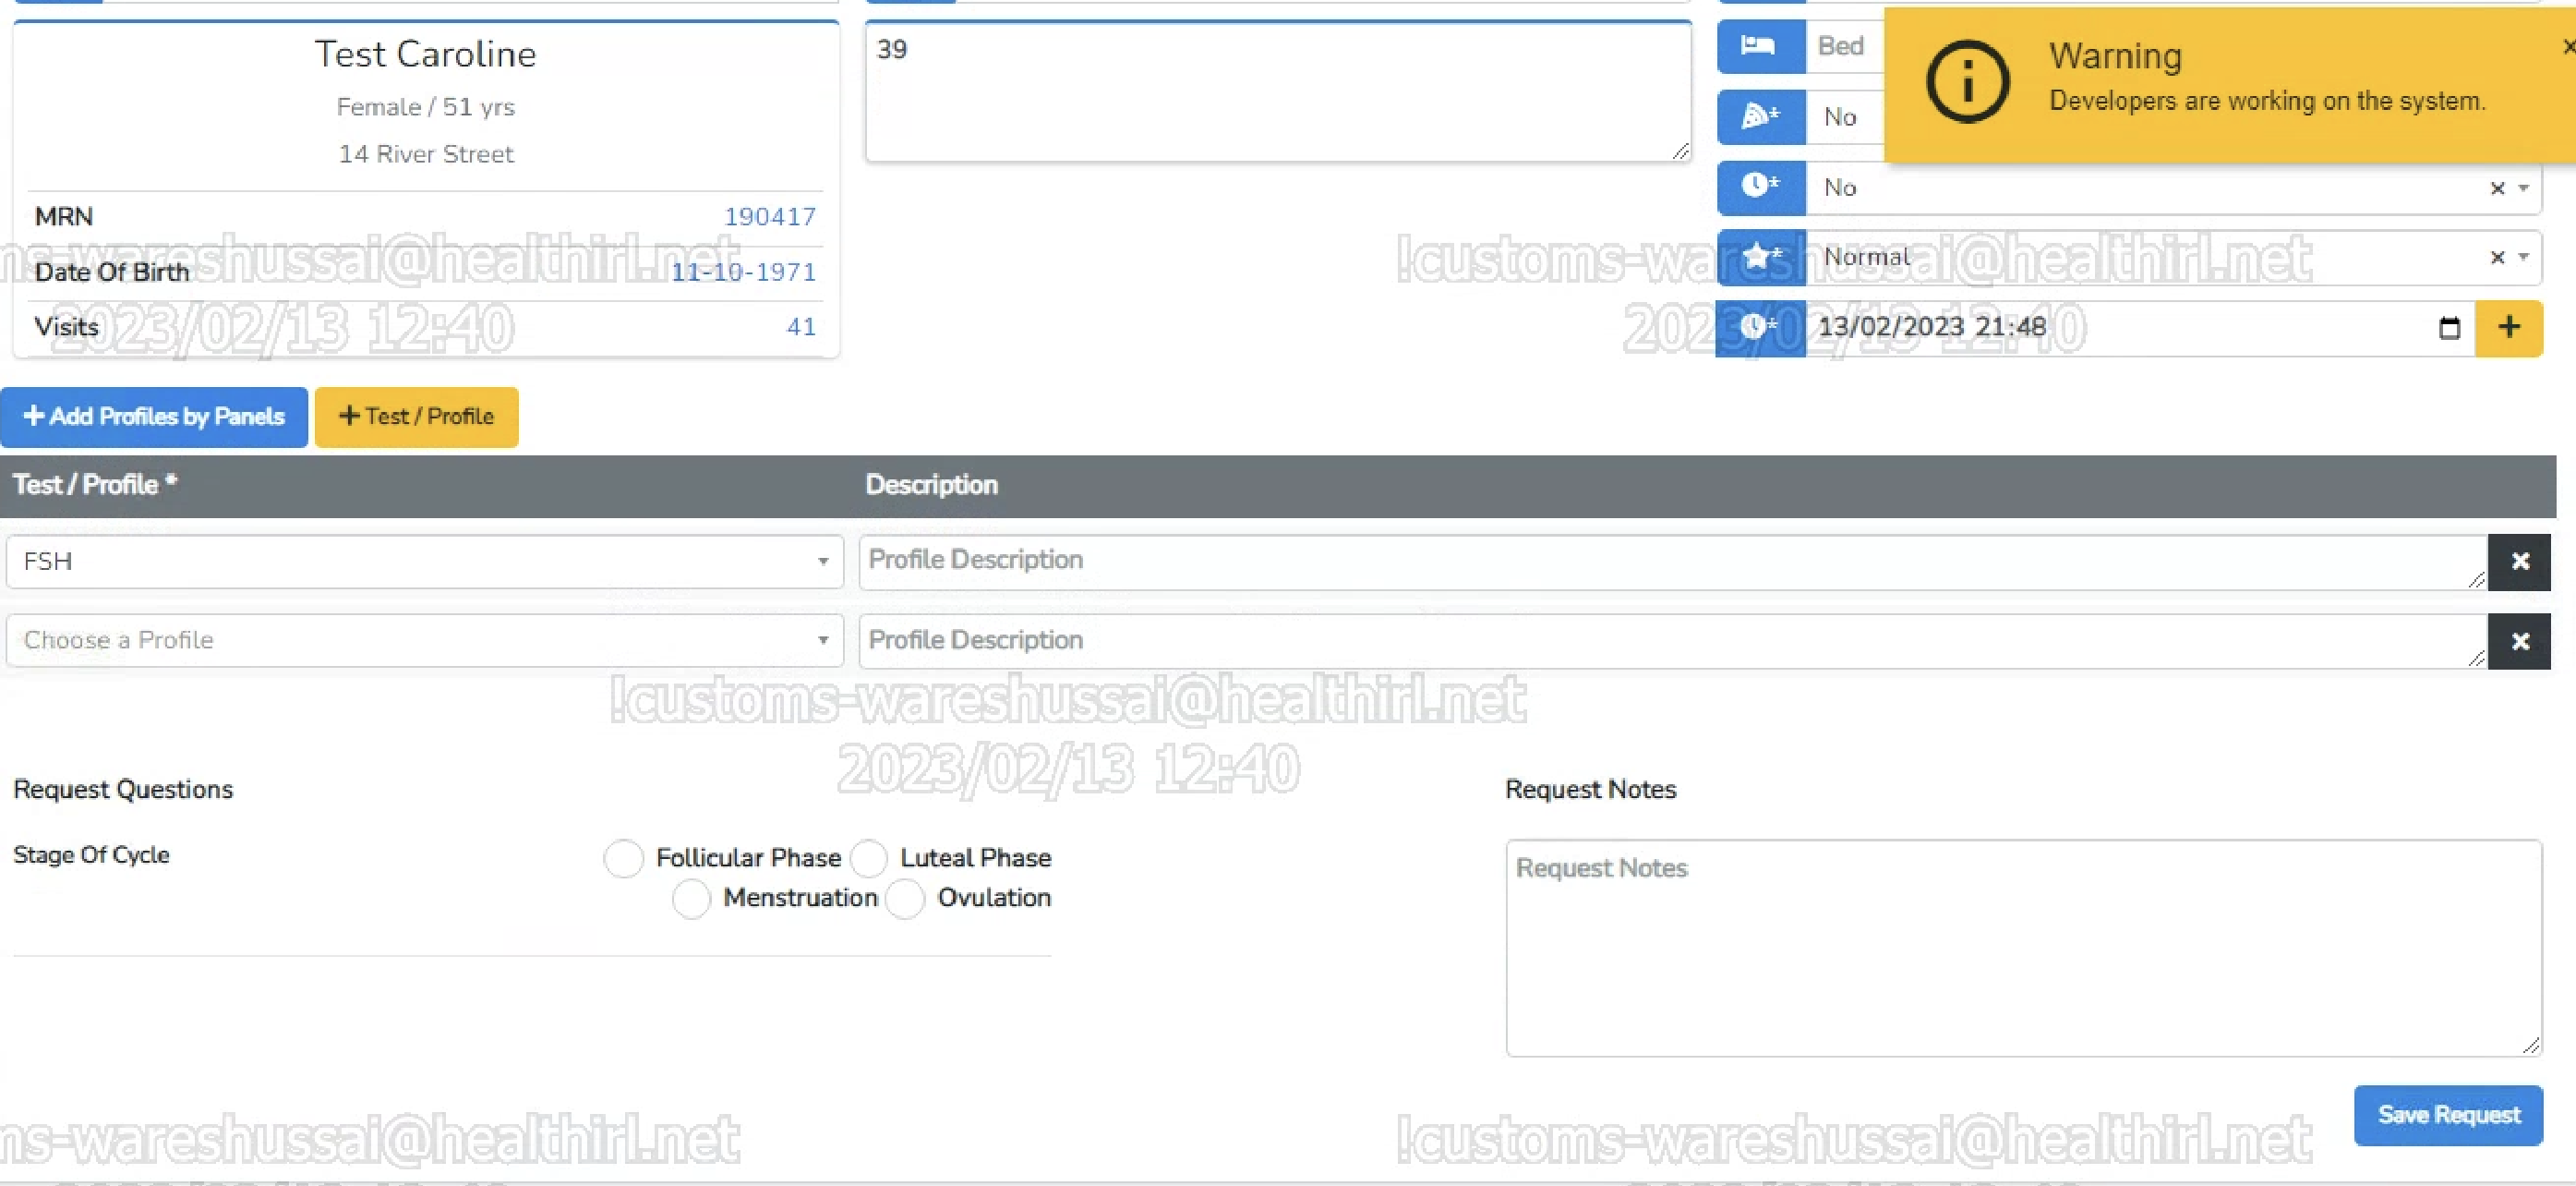 Test Caroline
Female / 51 yrs
14 River Street
MRN 190417
Date Of Birth 11-10-1971
Visits 41
39
Bed
No
No
Normal
13/02/2023 21:48
Warning
Developers are working on the system.
!customs-wareshussai@healthirl.net
2023/02/13 12:40
ms-wareshussai@healthirl.net
2023/02/13 12:40
+ Add Profiles by Panels
+ Test / Profile
Test / Profile *
Description
FSH
Profile Description
Choose a Profile
Profile Description
!customs-wareshussai@healthirl.net
2023/02/13 12:40
Request Questions
Request Notes
Stage Of Cycle
Follicular Phase
Luteal Phase
Menstruation
Ovulation
Request Notes
Save Request
ms-wareshussai@healthirl.net
!customs-wareshussai@healthirl.net